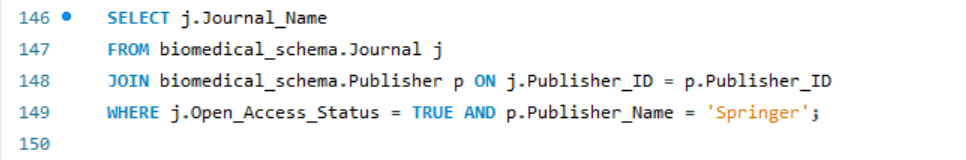 146 SELECT j.Journal_Name
147 FROM biomedical_schema.Journal j
148 JOIN biomedical_schema.Publisher p ON j.Publisher_ID = p.Publisher_ID
149 WHERE j.Open_Access_Status = TRUE AND p.Publisher_Name = 'Springer';
150